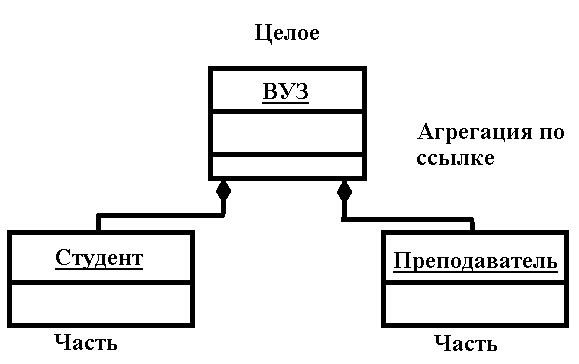 Целое
ВУЗ
Агрегация по
ссылке
Студент
Преподаватель
Часть
Часть